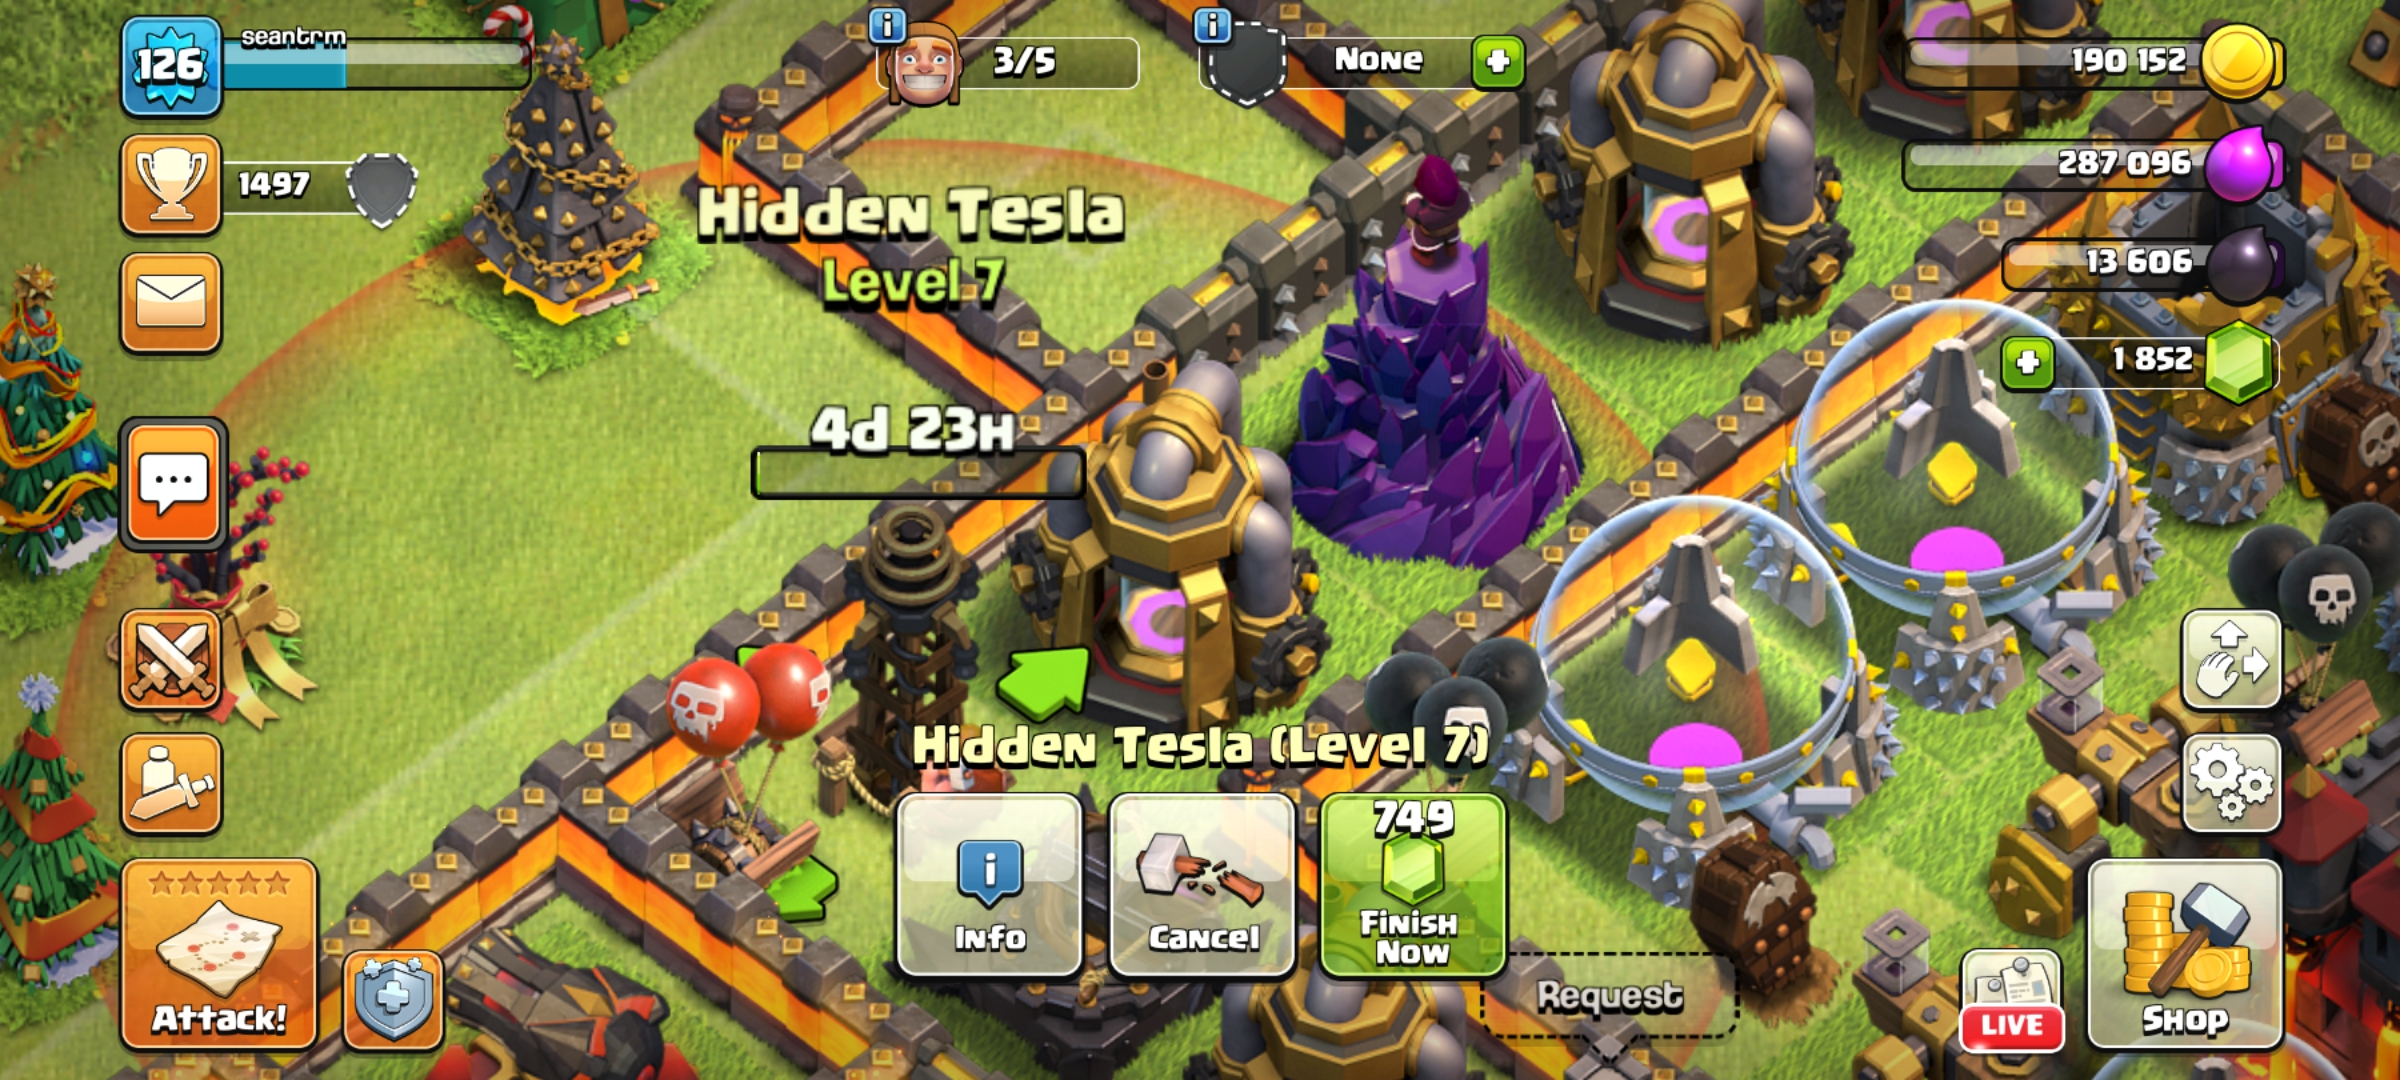 126
seantrm
3/5
None
190 152
1497
287 096
13 606
1 852
Hidden Tesla
Level 7
4d 23H
Hidden Tesla (Level 7)
Info
Cancel
749
Finish
Now
Attack!
Request
LIVE
Shop